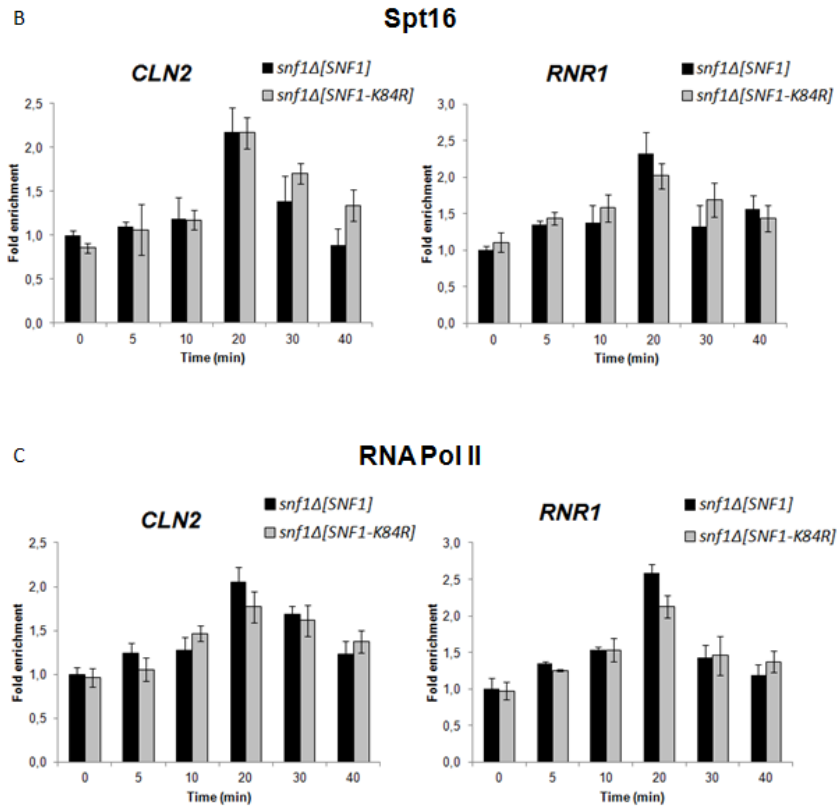 B
Spt16
CLN2
snf1Δ[SNF1]
snf1Δ[SNF1-K84R]
Fold enrichment
2,5
2,0
1,5
1,0
0,5
0,0
0 5 10 20 30 40
Time (min)
RNR1
snf1Δ[SNF1]
snf1Δ[SNF1-K84R]
Fold enrichment
3,0
2,5
2,0
1,5
1,0
0,5
0,0
0 5 10 20 30 40
Time (min)
C
RNA Pol II
CLN2
snf1Δ[SNF1]
snf1Δ[SNF1-K84R]
Fold enrichment
2,5
2,0
1,5
1,0
0,5
0,0
0 5 10 20 30 40
Time (min)
RNR1
snf1Δ[SNF1]
snf1Δ[SNF1-K84R]
Fold enrichment
3,0
2,5
2,0
1,5
1,0
0,5
0,0
0 5 10 20 30 40
Time (min)